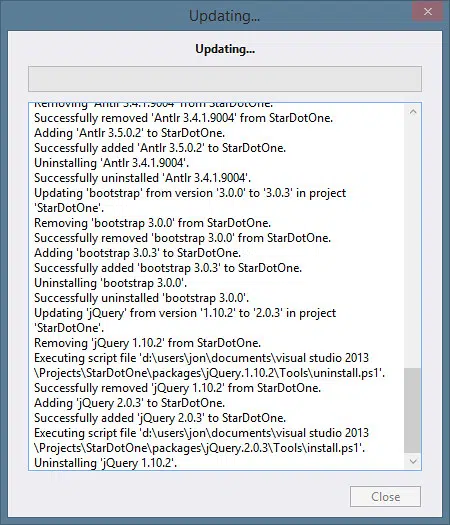 Updating...
Updating...
Removing 'Antlr 3.4.1.9004' from StarDotOne.
Successfully removed 'Antlr 3.4.1.9004' from StarDotOne.
Adding 'Antlr 3.5.0.2' to StarDotOne.
Successfully added 'Antlr 3.5.0.2' to StarDotOne.
Uninstalling 'Antlr 3.4.1.9004'.
Successfully uninstalled 'Antlr 3.4.1.9004'.
Updating 'bootstrap' from version '3.0.0' to '3.0.3' in project
'StarDotOne'.
Removing 'bootstrap 3.0.0' from StarDotOne.
Successfully removed 'bootstrap 3.0.0' from StarDotOne.
Adding 'bootstrap 3.0.3' to StarDotOne.
Successfully added 'bootstrap 3.0.3' to StarDotOne.
Uninstalling 'bootstrap 3.0.0'.
Successfully uninstalled 'bootstrap 3.0.0'.
Updating 'jQuery' from version '1.10.2' to '2.0.3' in project
'StarDotOne'.
Removing 'jQuery 1.10.2' from StarDotOne.
Executing script file 'd:\users\jon\documents\visual studio 2013
\Projects\StarDotOne\packages\jQuery.1.10.2\Tools\uninstall.ps1'.
Successfully removed 'jQuery 1.10.2' from StarDotOne.
Adding 'jQuery 2.0.3' to StarDotOne.
Successfully added 'jQuery 2.0.3' to StarDotOne.
Executing script file 'd:\users\jon\documents\visual studio 2013
\Projects\StarDotOne\packages\jQuery.2.0.3\Tools\install.ps1'.
Uninstalling 'jQuery 1.10.2'.
Close